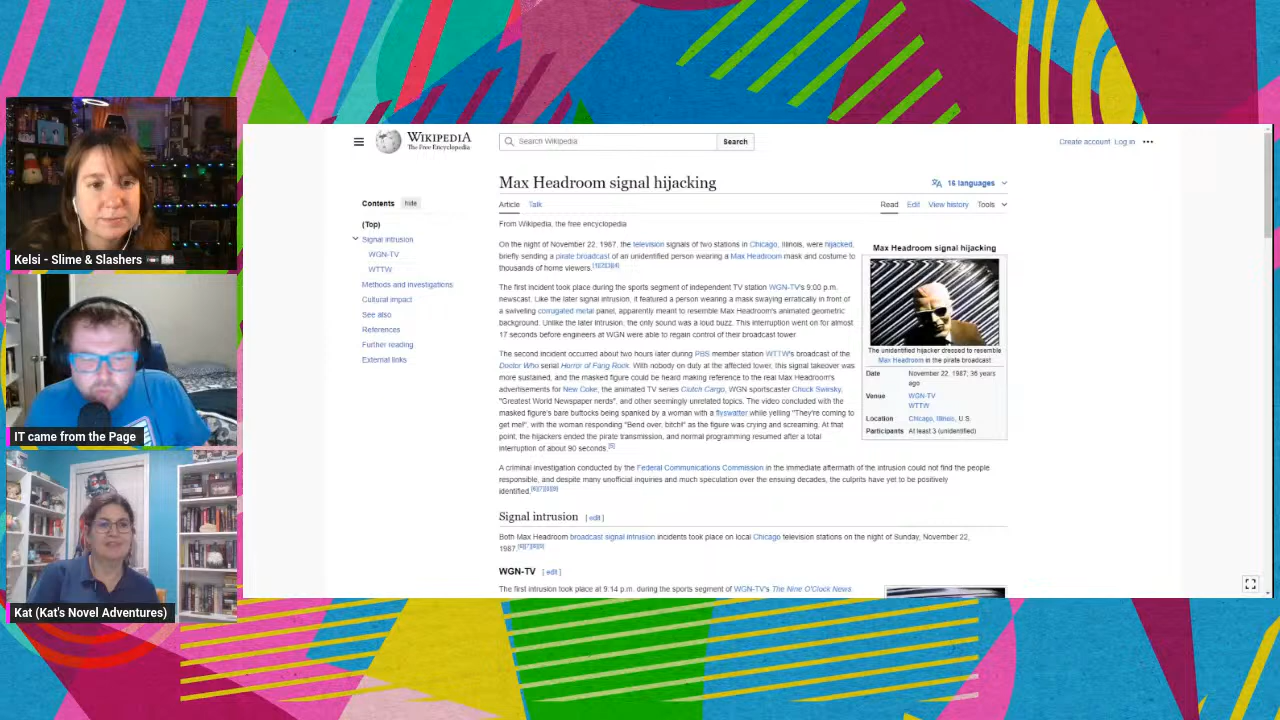 Kelsi - Slime & Slashers
IT came from the Page
Kat (Kat's Novel Adventures)
WIKIPEDIA
The Free Encyclopedia
Search Wikipedia
Search
Create account Log in
Contents hide
(Top)
Signal intrusion
WGN-TV
WTTW
Methods and investigations
Cultural impact
See also
References
Further reading
External links
Max Headroom signal hijacking
16 languages
Article Talk
Read Edit View history Tools
From Wikipedia, the free encyclopedia
On the night of November 22, 1987, the television signals of two stations in Chicago, Illinois, were hijacked,
briefly sending a pirate broadcast of an unidentified person wearing a Max Headroom mask and costume to
thousands of home viewers.[1][2][3][4]
The first incident took place during the sports segment of independent TV station WGN-TV's 9:00 p.m.
newscast. Like the later signal intrusion, it featured a person wearing a mask swaying erratically in front of
a swiveling corrugated metal panel, apparently meant to resemble Max Headroom's animated geometric
background. Unlike the later intrusion, the only sound was a loud buzz. This interruption went on for almost
17 seconds before engineers at WGN were able to regain control of their broadcast tower
The second incident occurred about two hours later during PBS member station WTTW's broadcast of the
Doctor Who serial Horror of Fang Rock. With nobody on duty at the affected tower, this signal takeover was
more sustained, and the masked figure could be heard making reference to the real Max Headroom's
advertisements for New Coke, the animated TV series Clutch Cargo, WGN sportscaster Chuck Swirsky,
"Greatest World Newspaper nerds", and other seemingly unrelated topics. The video concluded with the
masked figure's bare buttocks being spanked by a woman with a flyswatter while yelling "They're coming to
get me!", with the woman responding "Bend over, bitch!" as the figure was crying and screaming. At that
point, the hijackers ended the pirate transmission, and normal programming resumed after a total
interruption of about 90 seconds.[5]
A criminal investigation conducted by the Federal Communications Commission in the immediate aftermath of the intrusion could not find the people
responsible, and despite many unofficial inquiries and much speculation over the ensuing decades, the culprits have yet to be positively
identified.[6][7][8][9]
Max Headroom signal hijacking
The unidentified hijacker dressed to resemble
Max Headroom in the pirate broadcast
Date November 22, 1987; 36 years
ago
Venue WGN-TV
WTTW
Location Chicago, Illinois, U.S.
Participants At least 3 (unidentified)
Signal intrusion [ edit ]
Both Max Headroom broadcast signal intrusion incidents took place on local Chicago television stations on the night of Sunday, November 22,
1987.
WGN-TV [ edit ]
The first intrusion took place at 9:14 p.m. during the sports segment of WGN-TV's The Nine O'Clock News